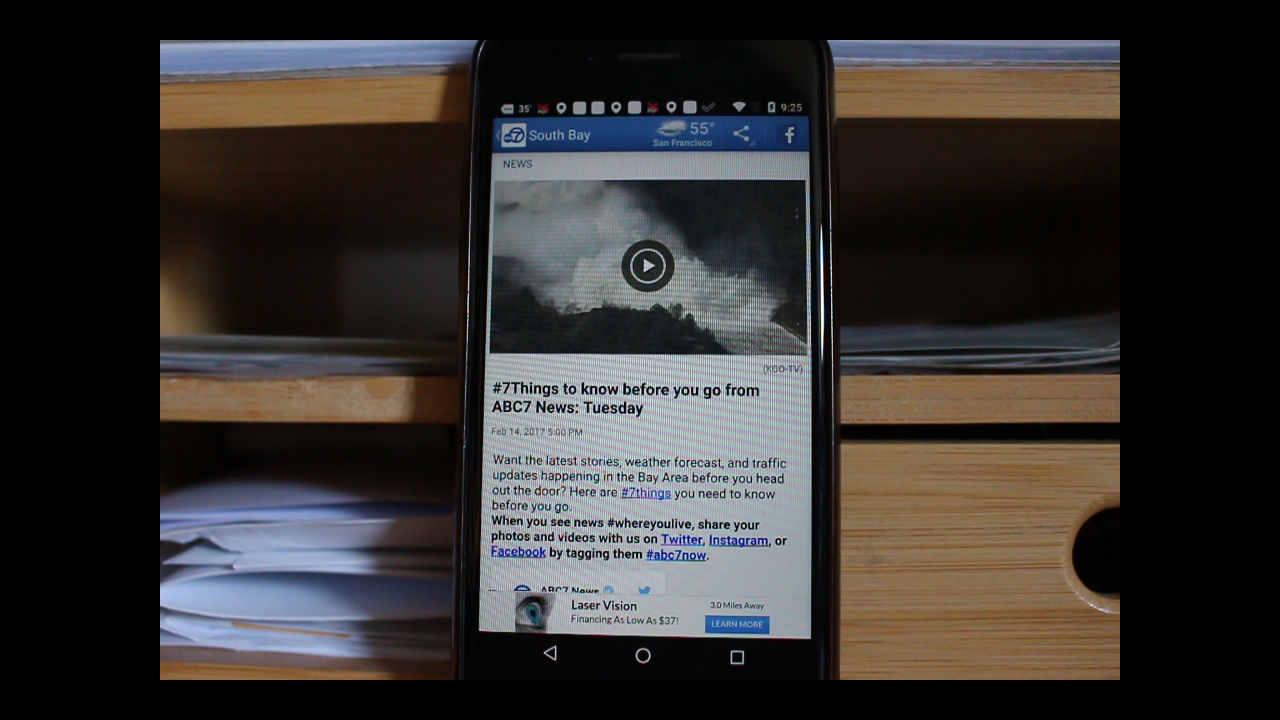 35° 9:25
7 South Bay 55°
San Francisco f
NEWS
(KGO-TV)
#7Things to know before you go from
ABC7 News: Tuesday
Feb 14, 2017 5:00 PM
Want the latest stories, weather forecast, and traffic
updates happening in the Bay Area before you head
out the door? Here are #7things you need to know
before you go.
When you see news #whereyoulive, share your
photos and videos with us on Twitter, Instagram, or
Facebook by tagging them #abc7now.
ABC7 News
Laser Vision 3.0 Miles Away
Financing As Low As $37! LEARN MORE